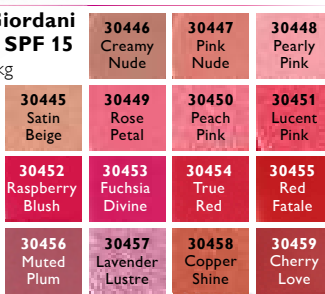 Giordani
SPF 15
kg
30446
Creamy
Nude
30447
Pink
Nude
30448
Pearly
Pink
30445
Satin
Beige
30449
Rose
Petal
30450
Peach
Pink
30451
Lucent
Pink
30452
Raspberry
Blush
30453
Fuchsia
Divine
30454
True
Red
30455
Red
Fatale
30456
Muted
Plum
30457
Lavender
Lustre
30458
Copper
Shine
30459
Cherry
Love